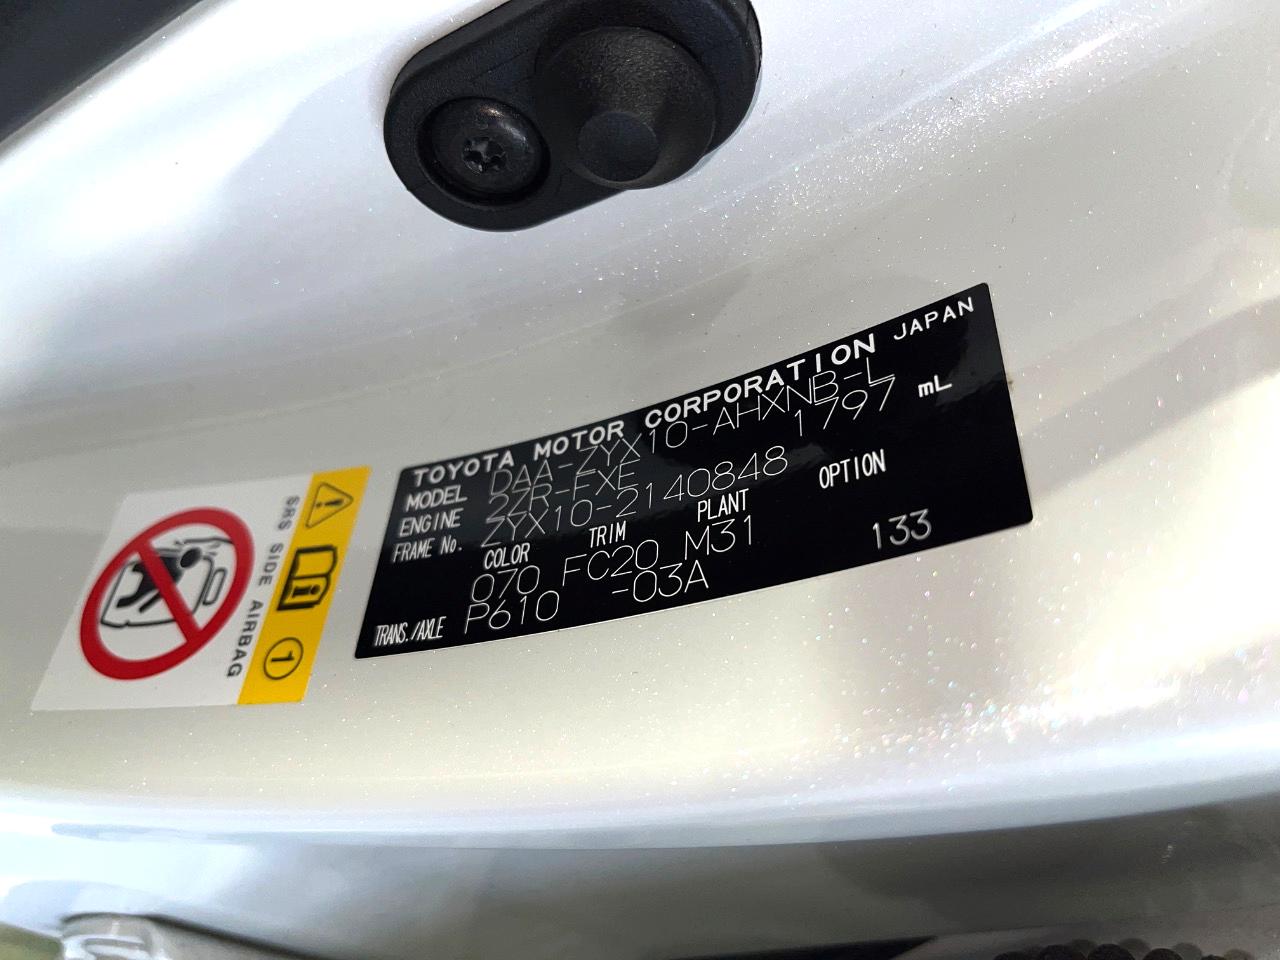 TOYOTA MOTOR CORPORATION JAPAN
MODEL DAA-ZYX10-AHXNB-L
ENGINE 2ZR-FXE 1797 mL
FRAME No. ZYX10-2140848
COLOR TRIM PLANT OPTION
070 FC20 M31 133
TRANS./AXLE P610 -03A
SRS SIDE AIRBAG
1